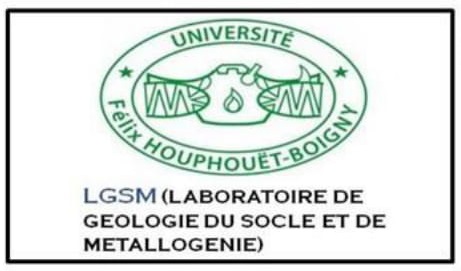 UNIVERSITÉ
Félix HOUPHOUËT-BOIGNY
LGSM (LABORATOIRE DE
GEOLOGIE DU SOCLE ET DE
METALLOGENIE)